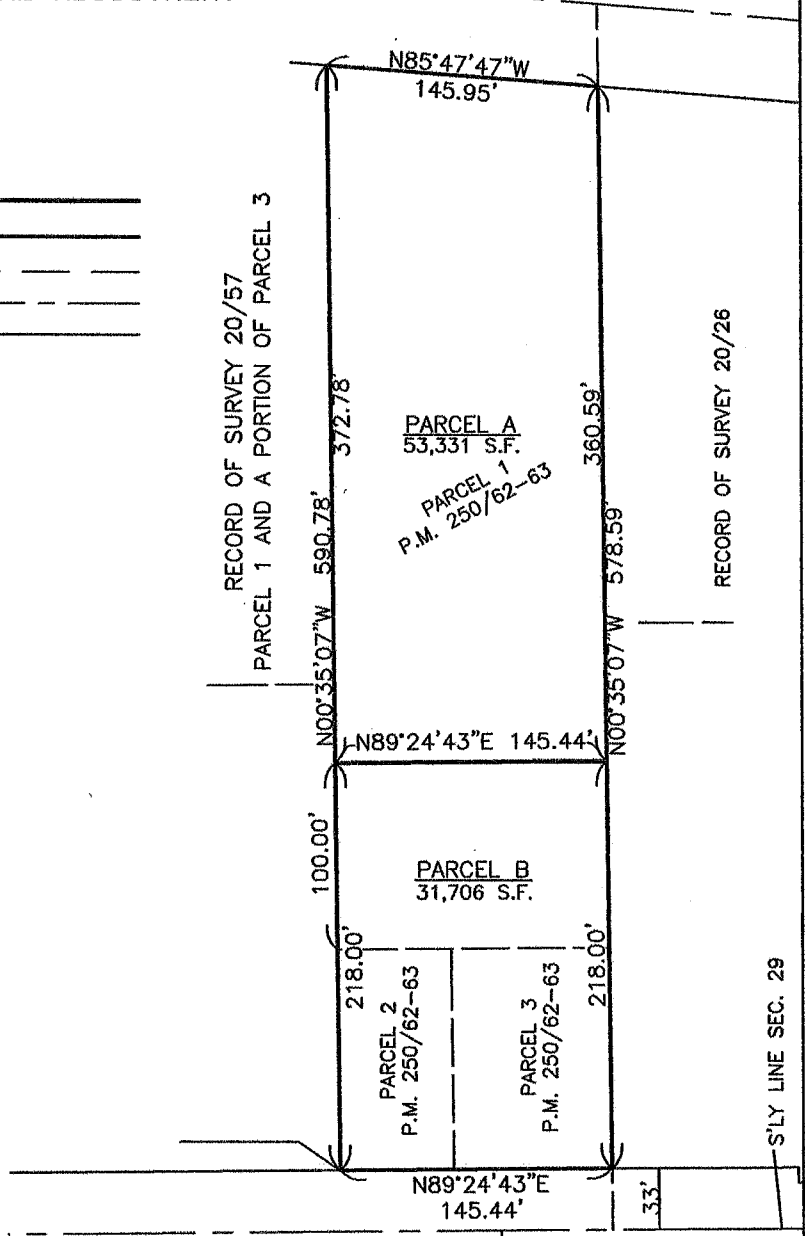 N85°47'47"W
145.95'
RECORD OF SURVEY 20/57
PARCEL 1 AND A PORTION OF PARCEL 3
372.78'
360.59'
PARCEL A
53,331 S.F.
PARCEL 1
P.M. 250/62-63
RECORD OF SURVEY 20/26
N00°35'07"W 590.78'
N00°35'07"W 578.59'
N89°24'43"E 145.44'
100.00'
PARCEL B
31,706 S.F.
218.00'
218.00'
PARCEL 2
P.M. 250/62-63
PARCEL 3
P.M. 250/62-63
S'LY LINE SEC. 29
N89°24'43"E
145.44'
33'